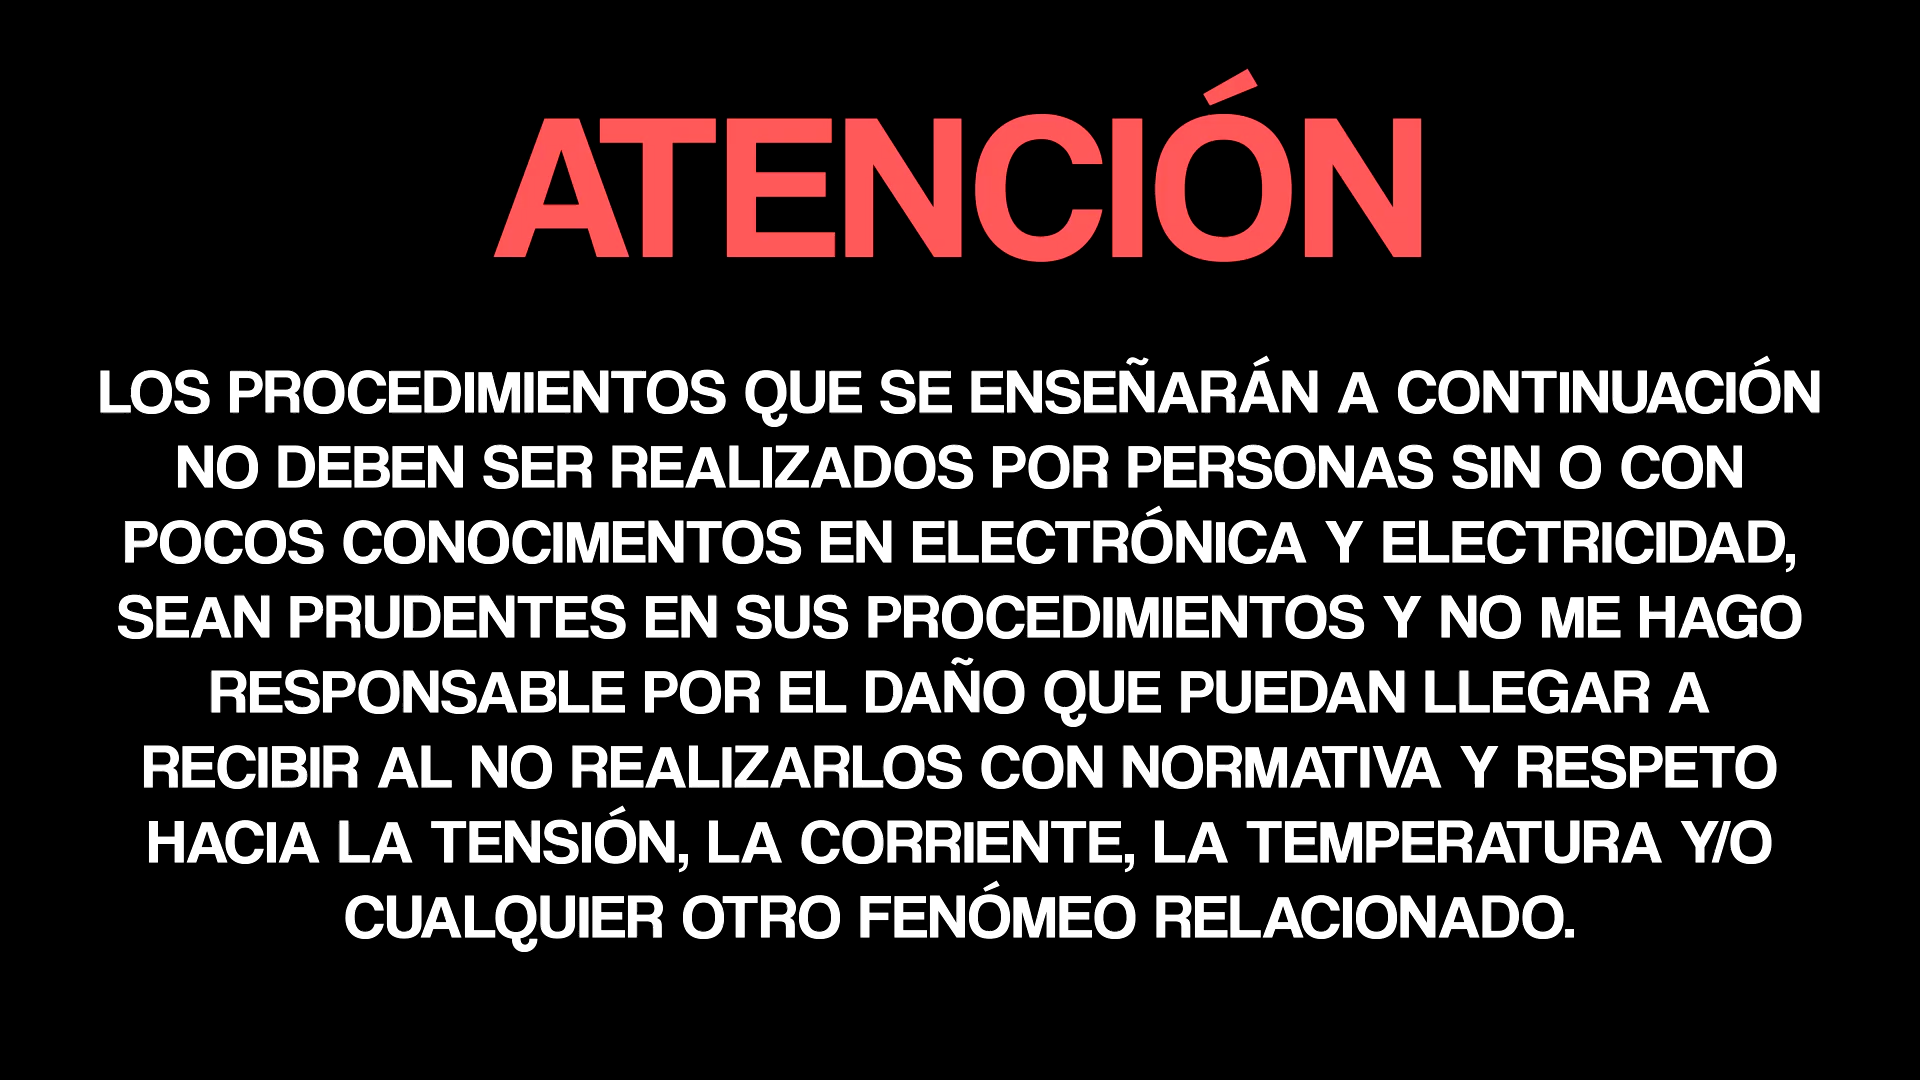 ATENCIÓN
LOS PROCEDIMIENTOS QUE SE ENSEÑARÁN A CONTINUACIÓN
NO DEBEN SER REALIZADOS POR PERSONAS SIN O CON
POCOS CONOCIMENTOS EN ELECTRÓNICA Y ELECTRICIDAD,
SEAN PRUDENTES EN SUS PROCEDIMIENTOS Y NO ME HAGO
RESPONSABLE POR EL DAÑO QUE PUEDAN LLEGAR A
RECIBIR AL NO REALIZARLOS CON NORMATIVA Y RESPETO
HACIA LA TENSIÓN, LA CORRIENTE, LA TEMPERATURA Y/O
CUALQUIER OTRO FENÓMEO RELACIONADO.